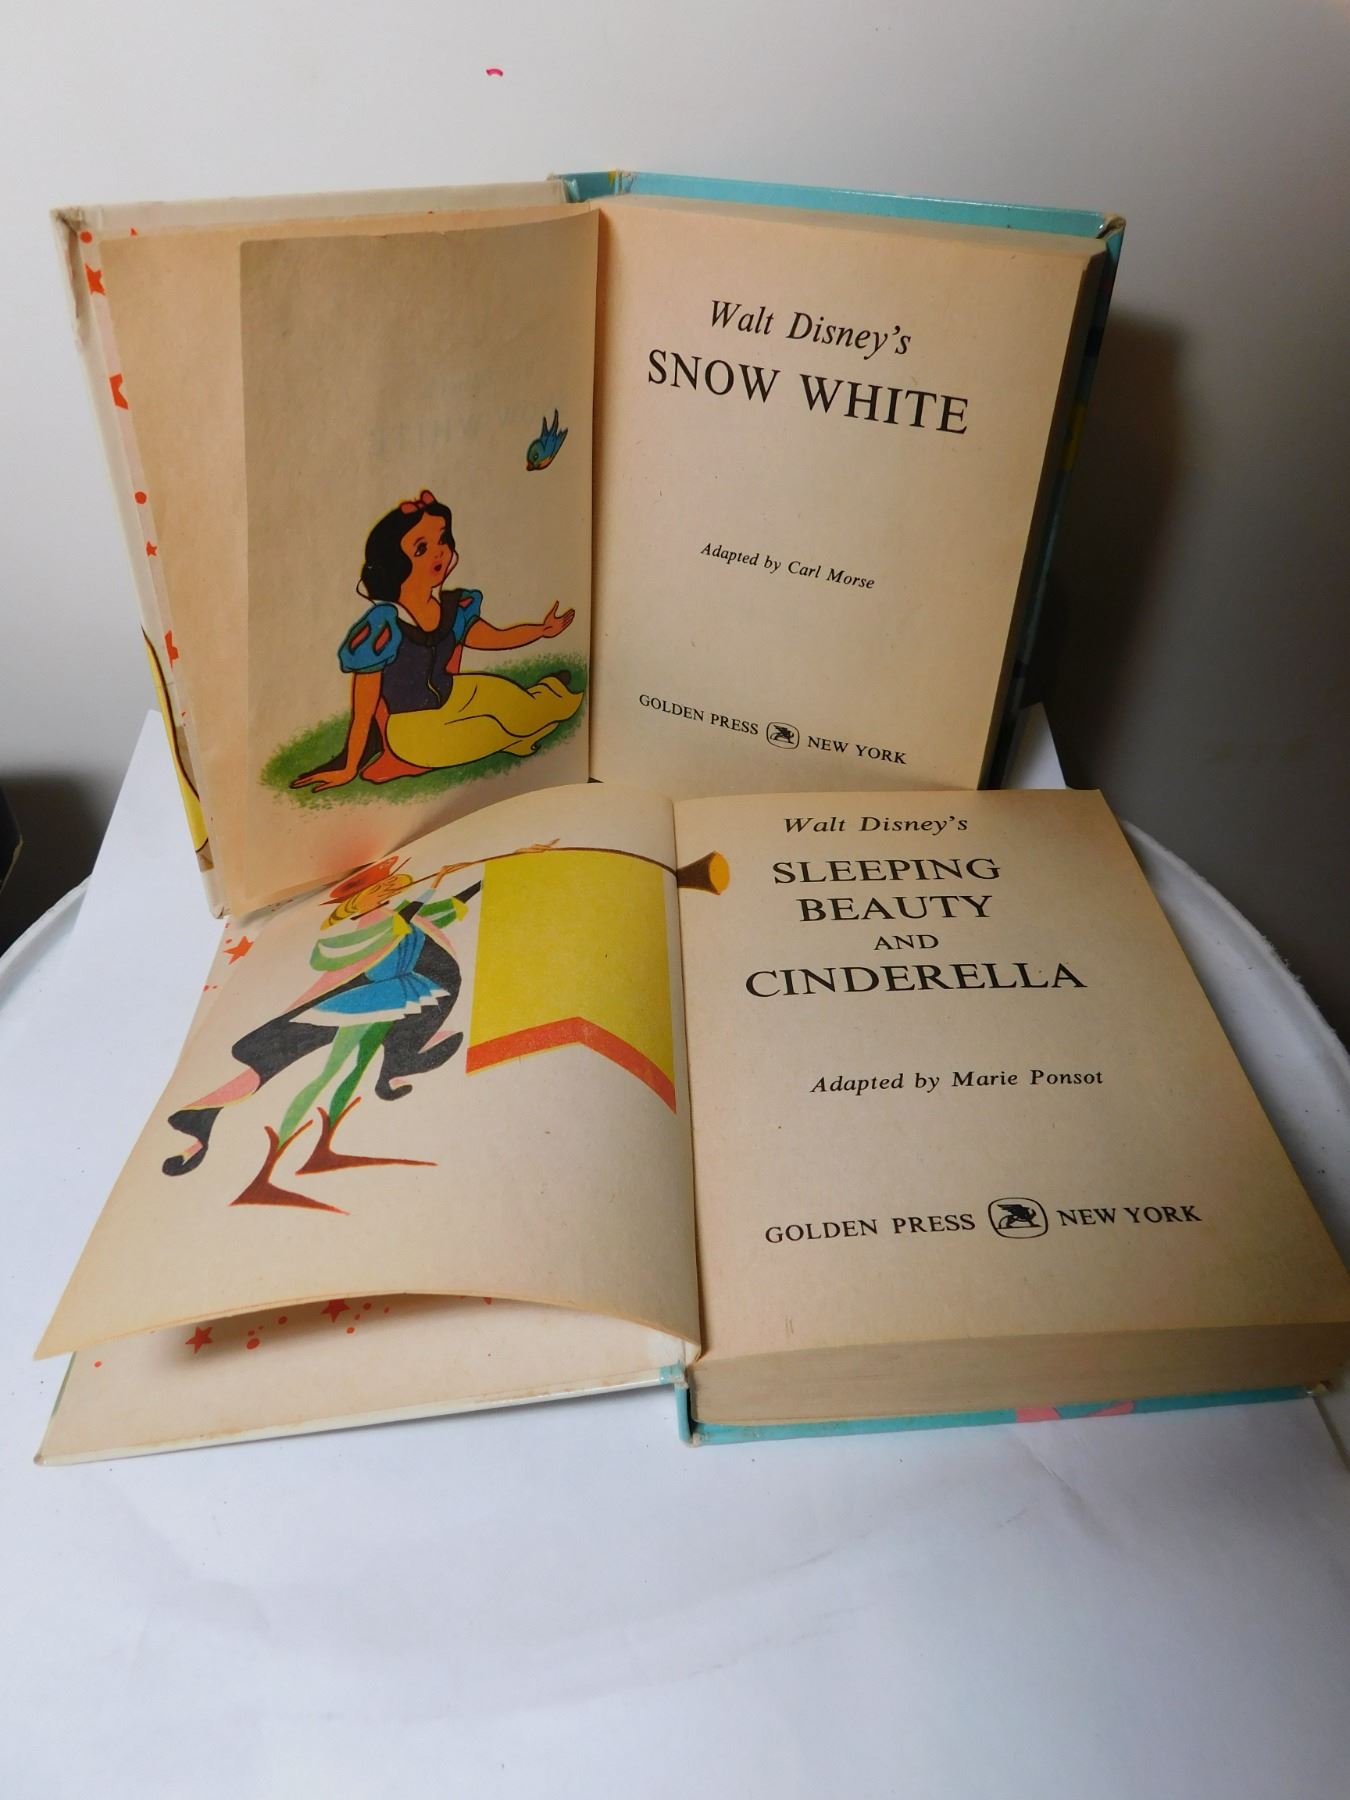 Walt Disney's
SNOW WHITE
Adapted by Carl Morse
GOLDEN PRESS NEW YORK
Walt Disney's
SLEEPING
BEAUTY
AND
CINDERELLA
Adapted by Marie Ponsot
GOLDEN PRESS NEW YORK